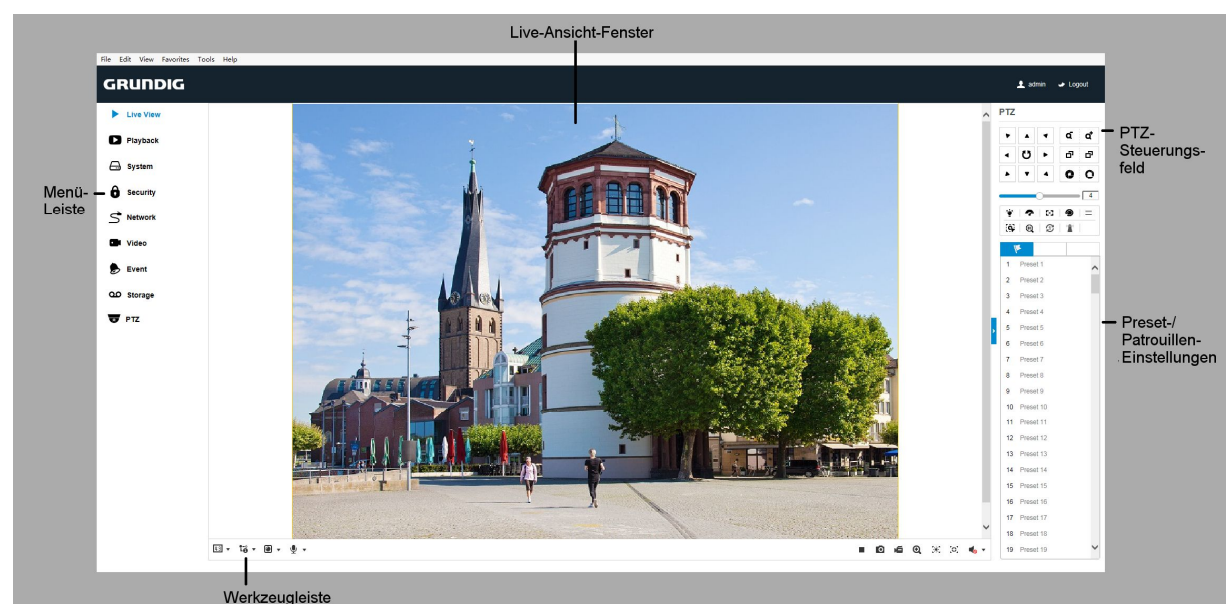 Live-Ansicht-Fenster
File Edit View Favorites Tools Help
GRUNDIG
admin
Logout
Live View
Playback
System
Security
Network
Video
Event
Storage
PTZ
Menü-
Leiste
PTZ
4
PTZ-
Steuerungs-
feld
1 Preset 1
2 Preset 2
3 Preset 3
4 Preset 4
5 Preset 5
6 Preset 6
7 Preset 7
8 Preset 8
9 Preset 9
10 Preset 10
11 Preset 11
12 Preset 12
13 Preset 13
14 Preset 14
15 Preset 15
16 Preset 16
17 Preset 17
18 Preset 18
19 Preset 19
Preset-/
Patrouillen-
Einstellungen
Werkzeugleiste